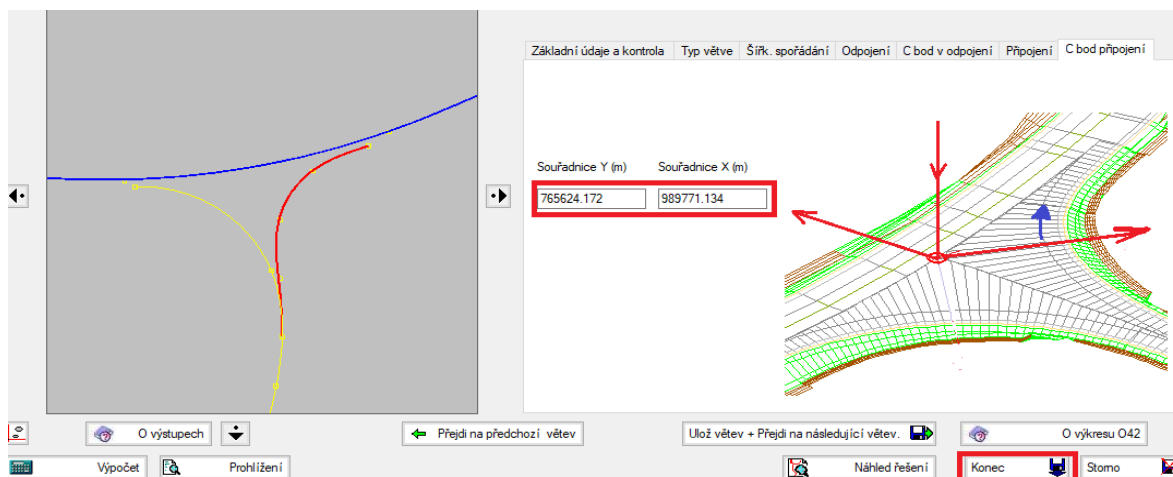 Základní údaje a kontrola Typ větve Šířk. spořádání Odpojení C bod v odpojení Připojení C bod připojení
Souřadnice Y (m) Souřadnice X (m)
765624.172 989771.134
O výstupech Přejdi na předchozí větev Ulož větev + Přejdi na následující větev. O výkresu O42
Výpočet Prohlížení Náhled řešení Konec Storno